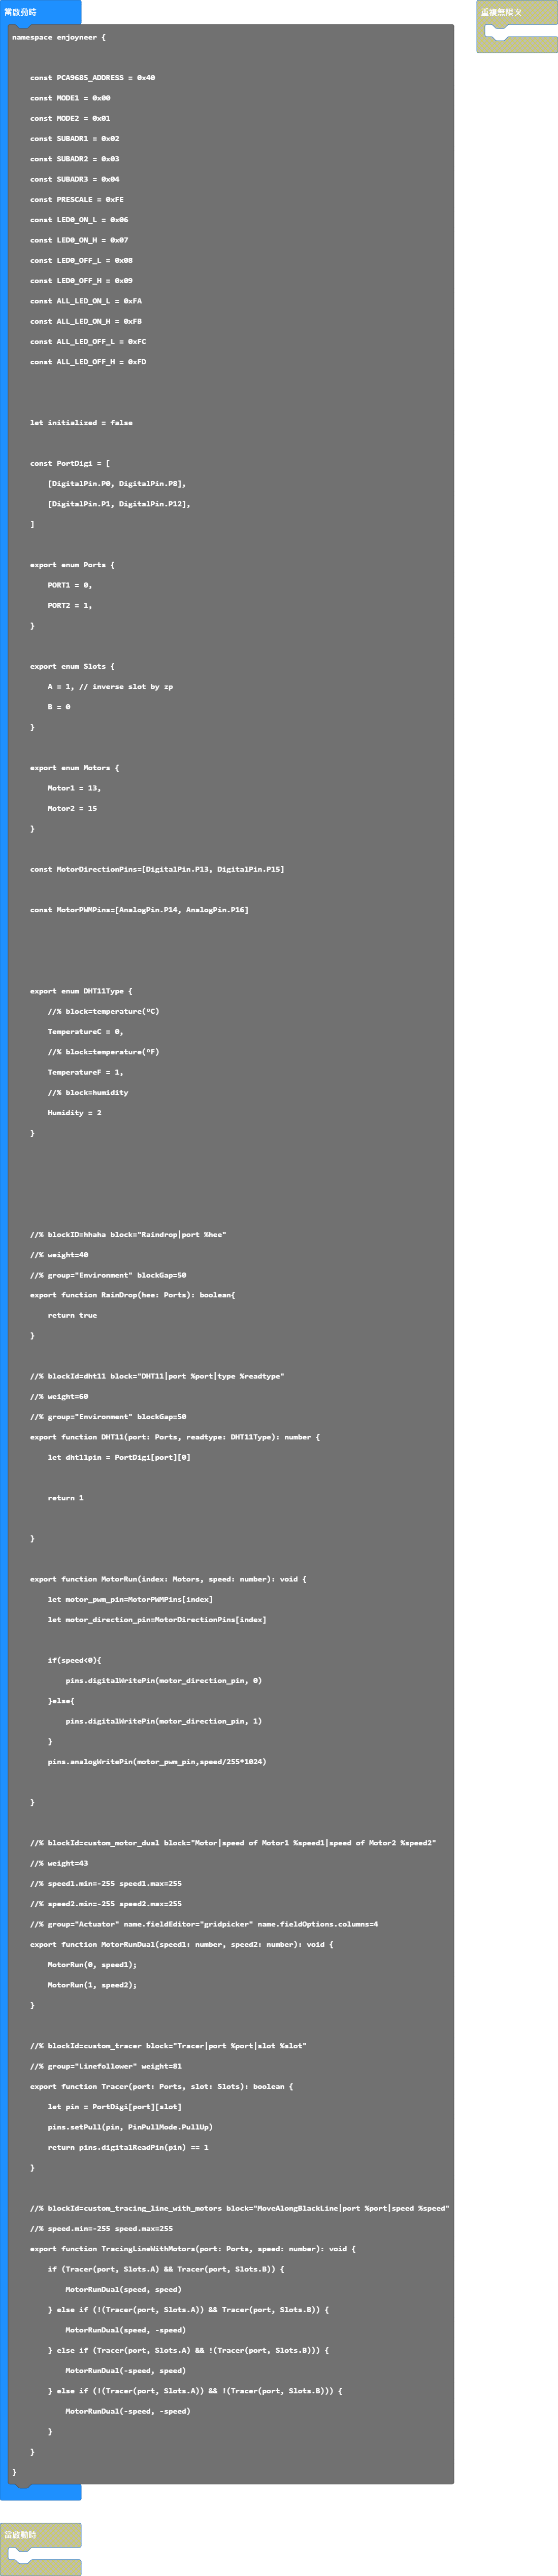 當啟動時
重複無限次
namespace enjoyneer {
const PCA9685_ADDRESS = 0x40
const MODE1 = 0x00
const MODE2 = 0x01
const SUBADR1 = 0x02
const SUBADR2 = 0x03
const SUBADR3 = 0x04
const PRESCALE = 0xFE
const LED0_ON_L = 0x06
const LED0_ON_H = 0x07
const LED0_OFF_L = 0x08
const LED0_OFF_H = 0x09
const ALL_LED_ON_L = 0xFA
const ALL_LED_ON_H = 0xFB
const ALL_LED_OFF_L = 0xFC
const ALL_LED_OFF_H = 0xFD
let initialized = false
const PortDigi = [
[DigitalPin.P0, DigitalPin.P8],
[DigitalPin.P1, DigitalPin.P12],
]
export enum Ports {
PORT1 = 0,
PORT2 = 1,
}
export enum Slots {
A = 1, // inverse slot by zp
B = 0
}
export enum Motors {
Motor1 = 13,
Motor2 = 15
}
const MotorDirectionPins=[DigitalPin.P13, DigitalPin.P15]
const MotorPWMPins=[AnalogPin.P14, AnalogPin.P16]
export enum DHT11Type {
//% block=temperature(℃)
TemperatureC = 0,
//% block=temperature(℉)
TemperatureF = 1,
//% block=humidity
Humidity = 2
}
//% blockID=hhaha block="Raindrop|port %hee"
//% weight=40
//% group="Environment" blockGap=50
export function RainDrop(hee: Ports): boolean{
return true
}
//% blockId=dht11 block="DHT11|port %port|type %readtype"
//% weight=60
//% group="Environment" blockGap=50
export function DHT11(port: Ports, readtype: DHT11Type): number {
let dht11pin = PortDigi[port][0]
return 1
}
export function MotorRun(index: Motors, speed: number): void {
let motor_pwm_pin=MotorPWMPins[index]
let motor_direction_pin=MotorDirectionPins[index]
if(speed<0){
pins.digitalWritePin(motor_direction_pin, 0)
}else{
pins.digitalWritePin(motor_direction_pin, 1)
}
pins.analogWritePin(motor_pwm_pin,speed/255*1024)
}
//% blockId=custom_motor_dual block="Motor|speed of Motor1 %speed1|speed of Motor2 %speed2"
//% weight=43
//% speed1.min=-255 speed1.max=255
//% speed2.min=-255 speed2.max=255
//% group="Actuator" name.fieldEditor="gridpicker" name.fieldOptions.columns=4
export function MotorRunDual(speed1: number, speed2: number): void {
MotorRun(0, speed1);
MotorRun(1, speed2);
}
//% blockId=custom_tracer block="Tracer|port %port|slot %slot"
//% group="Linefollower" weight=81
export function Tracer(port: Ports, slot: Slots): boolean {
let pin = PortDigi[port][slot]
pins.setPull(pin, PinPullMode.PullUp)
return pins.digitalReadPin(pin) == 1
}
//% blockId=custom_tracing_line_with_motors block="MoveAlongBlackLine|port %port|speed %speed"
//% speed.min=-255 speed.max=255
export function TracingLineWithMotors(port: Ports, speed: number): void {
if (Tracer(port, Slots.A) && Tracer(port, Slots.B)) {
MotorRunDual(speed, speed)
} else if (!(Tracer(port, Slots.A)) && Tracer(port, Slots.B)) {
MotorRunDual(speed, -speed)
} else if (Tracer(port, Slots.A) && !(Tracer(port, Slots.B))) {
MotorRunDual(-speed, speed)
} else if (!(Tracer(port, Slots.A)) && !(Tracer(port, Slots.B))) {
MotorRunDual(-speed, -speed)
}
}
}
當啟動時